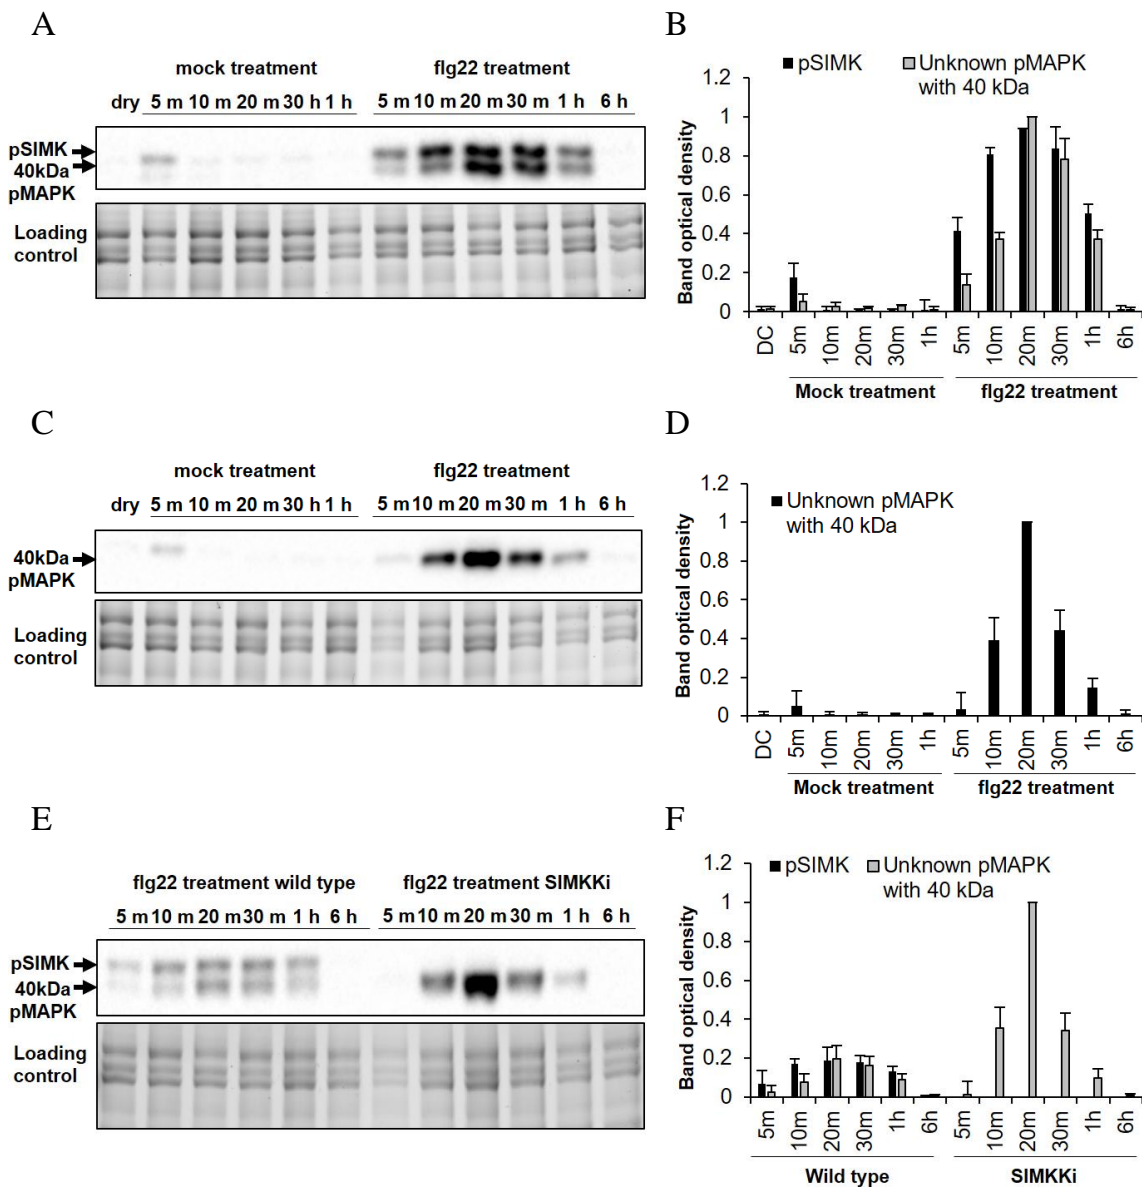 A
mock treatment
flg22 treatment
dry 5 m 10 m 20 m 30 h 1 h 5 m 10 m 20 m 30 m 1 h 6 h
pSIMK
40kDa
pMAPK
Loading
control
B
pSIMK
Unknown pMAPK
with 40 kDa
Band optical density
1.2
1
0.8
0.6
0.4
0.2
0
DC 5m 10m 20m 30m 1h 5m 10m 20m 30m 1h 6h
Mock treatment
flg22 treatment
C
mock treatment
flg22 treatment
dry 5 m 10 m 20 m 30 h 1 h 5 m 10 m 20 m 30 m 1 h 6 h
40kDa
pMAPK
Loading
control
D
Unknown pMAPK
with 40 kDa
Band optical density
1.2
1
0.8
0.6
0.4
0.2
0
DC 5m 10m 20m 30m 1h 5m 10m 20m 30m 1h 6h
Mock treatment
flg22 treatment
E
flg22 treatment wild type
flg22 treatment SIMKKi
5 m 10 m 20 m 30 m 1 h 6 h 5 m 10 m 20 m 30 m 1 h 6 h
pSIMK
40kDa
pMAPK
Loading
control
F
pSIMK
Unknown pMAPK
with 40 kDa
Band optical density
1.2
1
0.8
0.6
0.4
0.2
0
5m 10m 20m 30m 1h 6h 5m 10m 20m 30m 1h 6h
Wild type
SIMKKi